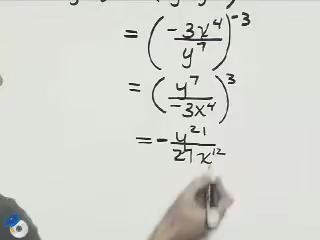 = (-3x⁴/y⁷)⁻³
= (y⁷/-3x⁴)³
= - y²¹/27x¹²